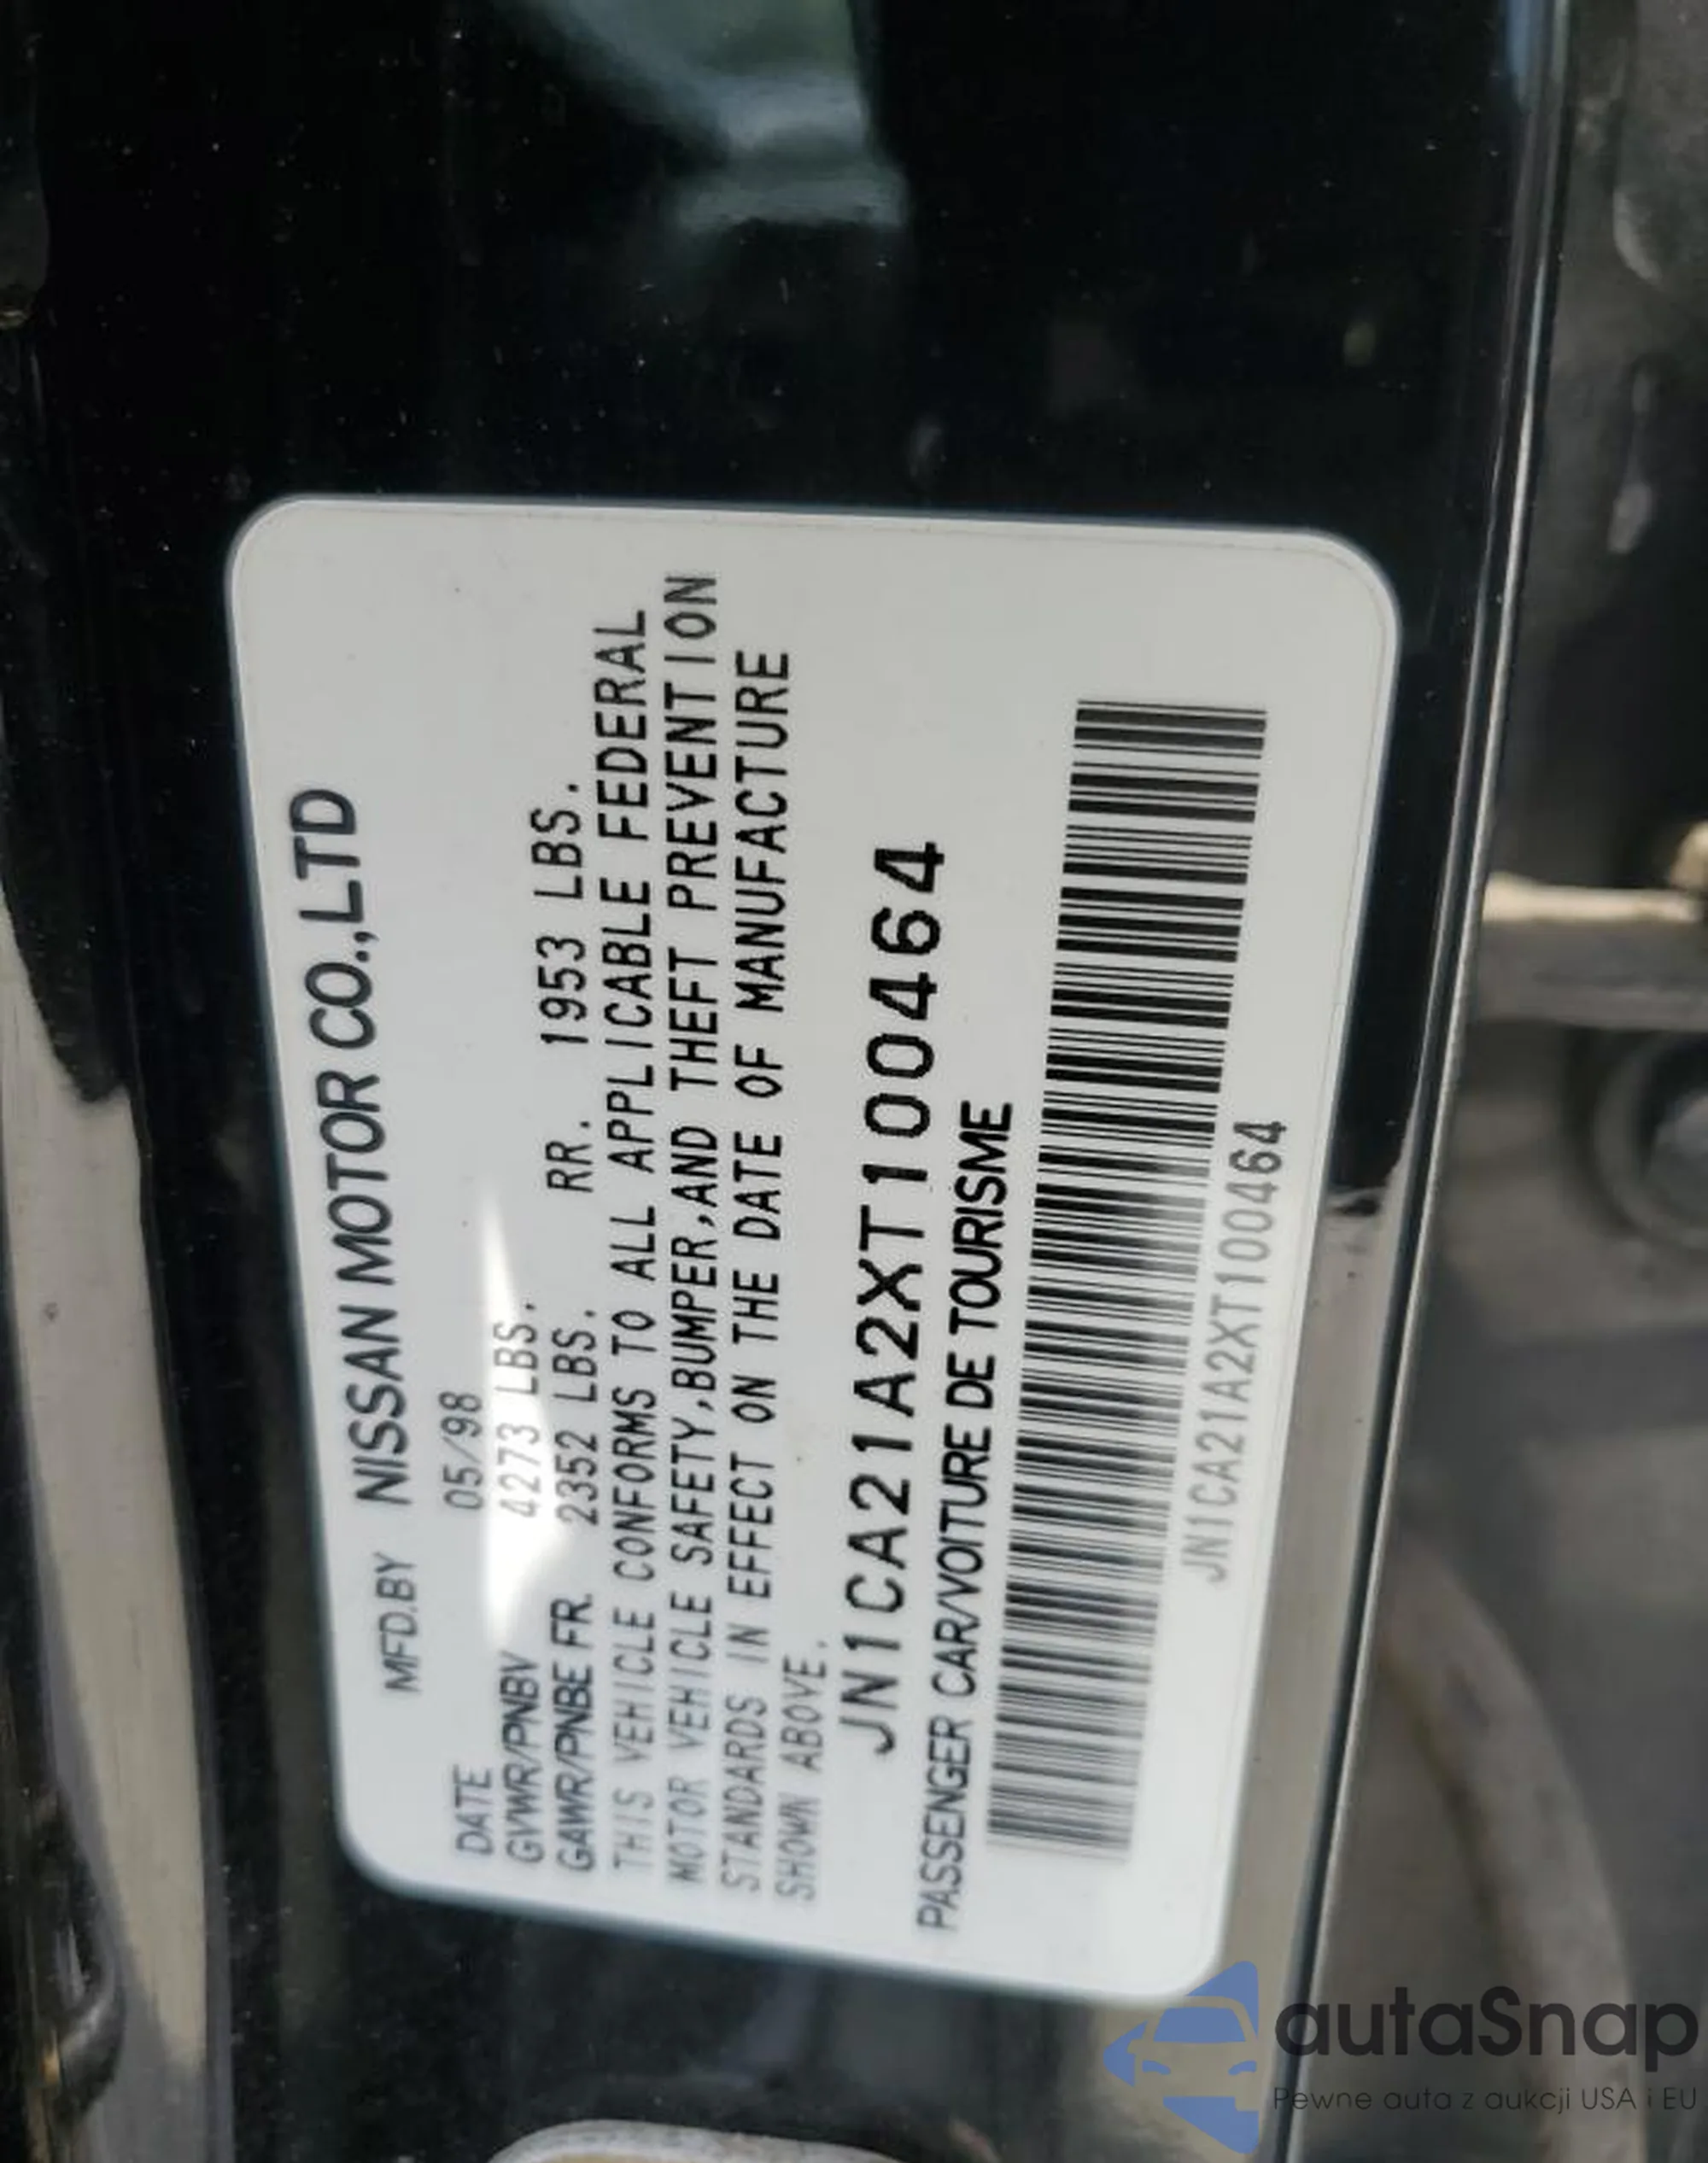 MFD.BY NISSAN MOTOR CO.,LTD
DATE 05/98
GVWR/PNBV 4273 LBS.
GAWR/PNBE FR. 2352 LBS. RR. 1953 LBS.
THIS VEHICLE CONFORMS TO ALL APPLICABLE FEDERAL
MOTOR VEHICLE SAFETY,BUMPER,AND THEFT PREVENTION
STANDARDS IN EFFECT ON THE DATE OF MANUFACTURE
SHOWN ABOVE.
JN1CA21A2XT100464
PASSENGER CAR/VOITURE DE TOURISME
JN1CA21A2XT100464
autaSnap
Pewne auta z aukcji USA i EU